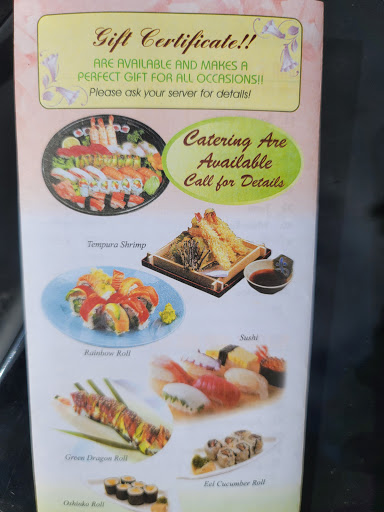 Gift Certificate!!
ARE AVAILABLE AND MAKES A
PERFECT GIFT FOR ALL OCCASIONS!!
Please ask your server for details!
Catering Are
Available
Call for Details
Tempura Shrimp
Rainbow Roll
Sushi
Green Dragon Roll
Eel Cucumber Roll
Oshinko Roll